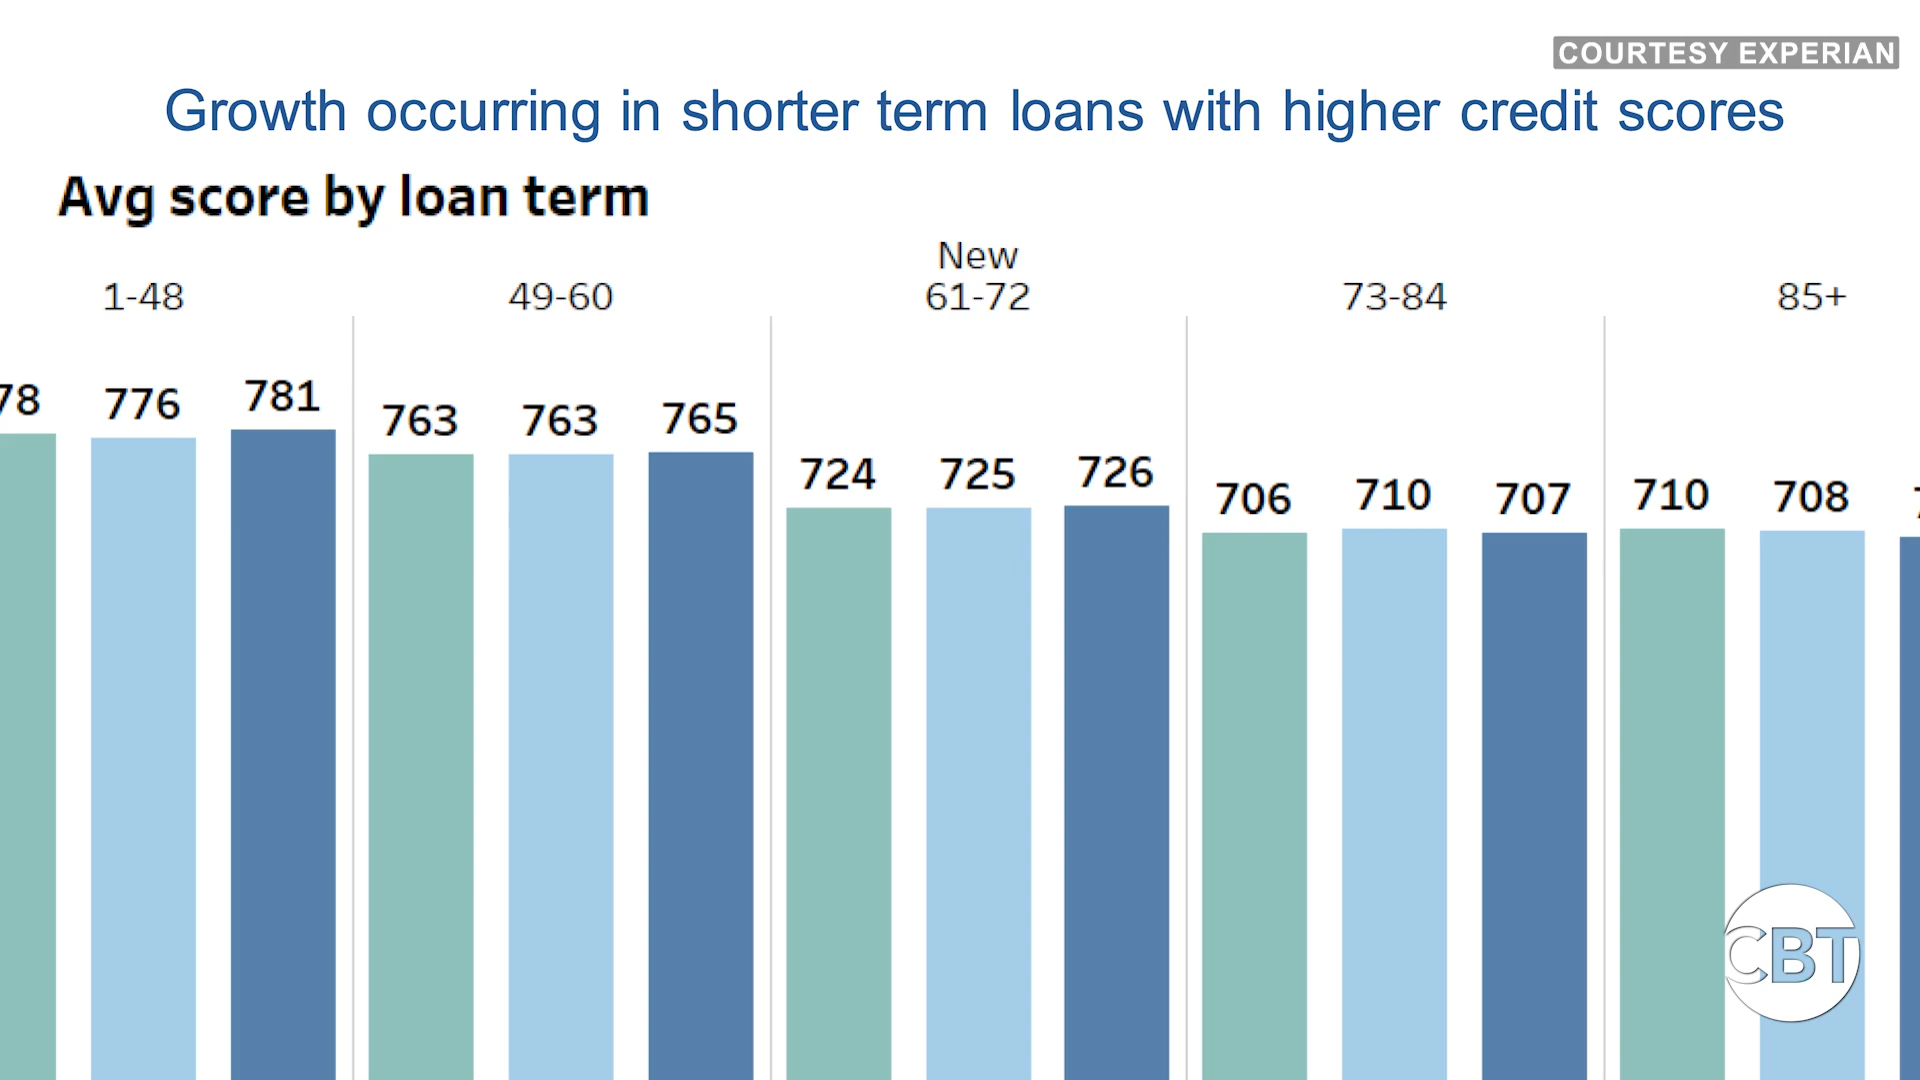 COURTESY EXPERIAN
Growth occurring in shorter term loans with higher credit scores
Avg score by loan term
New
1-48 49-60 61-72 73-84 85+
78 776 781 763 763 765 724 725 726 706 710 707 710 708
CBT